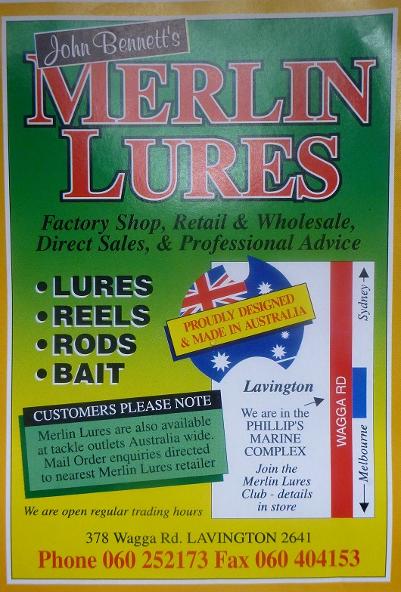 John Bennett's
MERLIN
LURES
Factory Shop, Retail & Wholesale,
Direct Sales, & Professional Advice
• LURES
• REELS
• RODS
• BAIT
PROUDLY DESIGNED
& MADE IN AUSTRALIA
CUSTOMERS PLEASE NOTE
Merlin Lures are also available
at tackle outlets Australia wide.
Mail Order enquiries directed
to nearest Merlin Lures retailer
Lavington
We are in the
PHILLIP'S
MARINE
COMPLEX
Join the
Merlin Lures
Club - details
in store
WAGGA RD
Sydney
Melbourne
We are open regular trading hours
378 Wagga Rd. LAVINGTON 2641
Phone 060 252173 Fax 060 404153